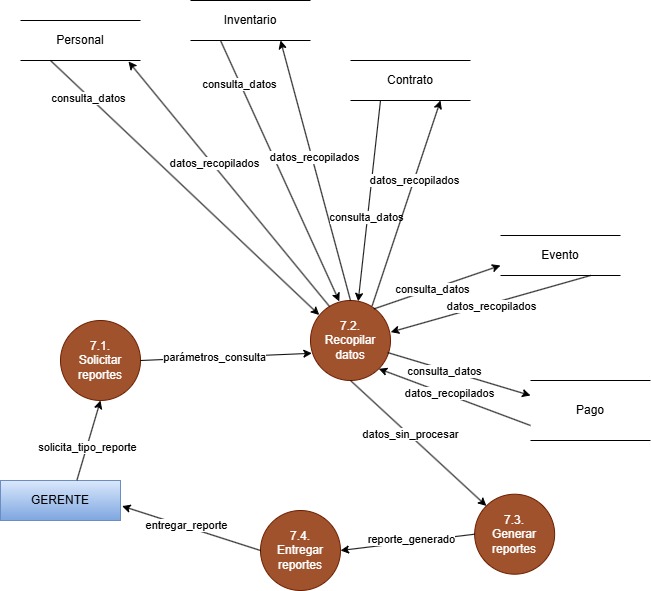 Inventario
Personal
Contrato
consulta_datos
consulta_datos
datos_recopilados
datos_recopilados
datos_recopilados
consulta_datos
Evento
consulta_datos
datos_recopilados
7.1.
Solicitar
reportes
parámetros_consulta
7.2.
Recopilar
datos
consulta_datos
datos_recopilados
Pago
solicita_tipo_reporte
datos_sin_procesar
GERENTE
entregar_reporte
7.4.
Entregar
reportes
reporte_generado
7.3.
Generar
reportes